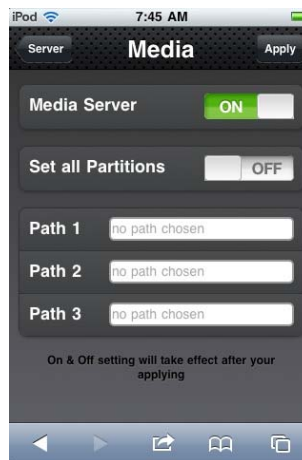 iPod 7:45 AM
Server Media Apply
Media Server ON
Set all Partitions OFF
Path 1 no path chosen
Path 2 no path chosen
Path 3 no path chosen
On & Off setting will take effect after your
applying